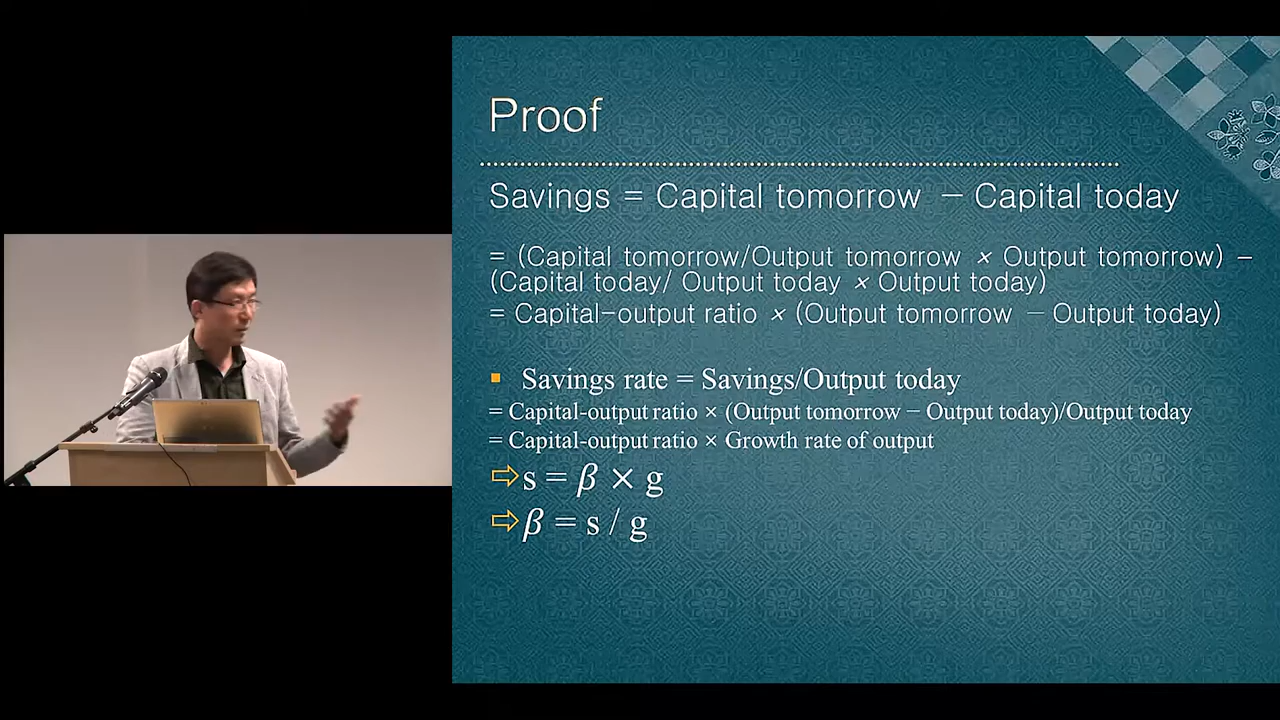 Proof
Savings = Capital tomorrow − Capital today
= (Capital tomorrow/Output tomorrow × Output tomorrow) −
(Capital today/ Output today × Output today)
= Capital-output ratio × (Output tomorrow − Output today)
▪ Savings rate = Savings/Output today
= Capital-output ratio × (Output tomorrow − Output today)/Output today
= Capital-output ratio × Growth rate of output
⇨s = β × g
⇨β = s / g